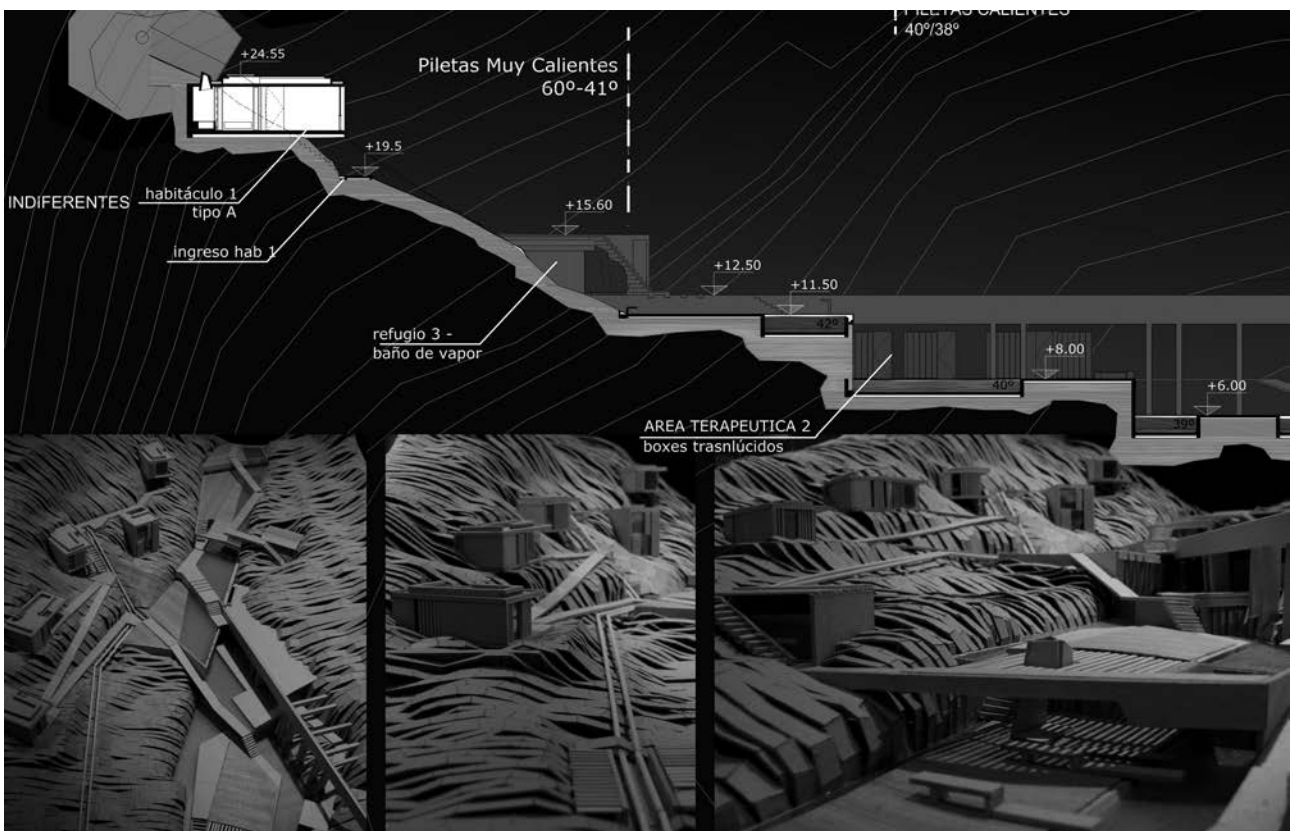 PILETAS CALIENTES
40º/38º
+24.55
Piletas Muy Calientes
60º-41º
+19.5
INDIFERENTES
habitáculo 1
tipo A
+15.60
ingreso hab 1
+12.50
+11.50
42º
refugio 3 -
baño de vapor
+8.00
40º
+6.00
39º
AREA TERAPEUTICA 2
boxes trasnlúcidos